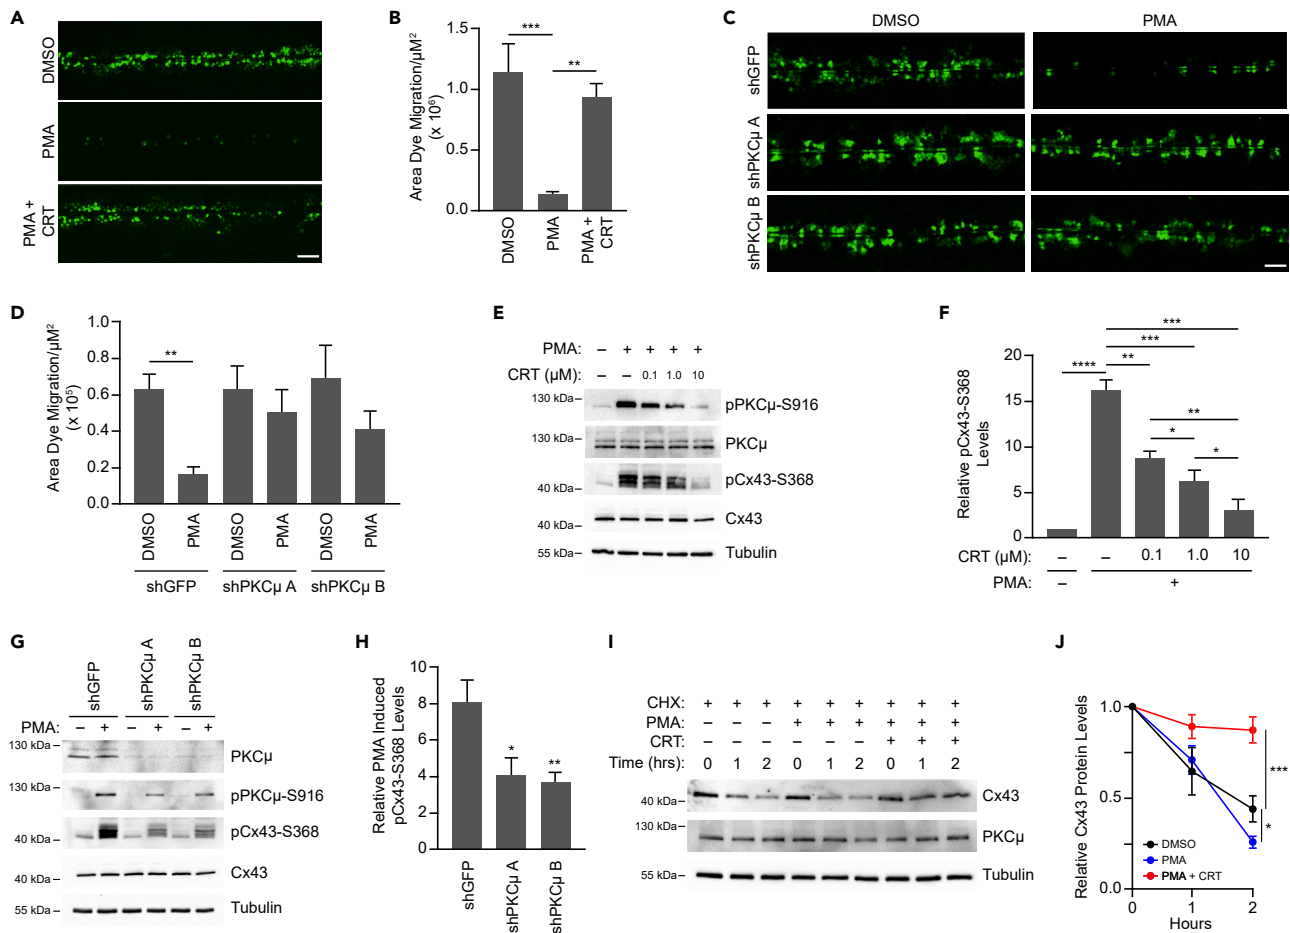 A
DMSO
PMA
PMA +
CRT
B
Area Dye Migration/µM²
(x 10⁶)
1.5
1.0
0.5
0.0
***
**
DMSO
PMA
PMA +
CRT
C
DMSO
PMA
shGFP
shPKCµ A
shPKCµ B
D
Area Dye Migration/µM²
(x 10⁵)
1.0
0.8
0.6
0.4
0.2
0.0
**
DMSO
PMA
DMSO
PMA
DMSO
PMA
shGFP
shPKCµ A
shPKCµ B
E
PMA: – + + + +
CRT (µM): – – 0.1 1.0 10
130 kDa
pPKCµ-S916
130 kDa
PKCµ
40 kDa
pCx43-S368
40 kDa
Cx43
55 kDa
Tubulin
F
Relative pCx43-S368
Levels
20
15
10
5
0
***
***
**
****
**
*
*
CRT (µM): – – 0.1 1.0 10
PMA: – +
G
shGFP
shPKCµ A
shPKCµ B
PMA: – + – + – +
130 kDa
PKCµ
130 kDa
pPKCµ-S916
40 kDa
pCx43-S368
40 kDa
Cx43
55 kDa
Tubulin
H
Relative PMA Induced
pCx43-S368 Levels
10
8
6
4
2
0
*
**
shGFP
shPKCµ A
shPKCµ B
I
CHX: + + + + + + + + +
PMA: – – – + + + + + +
CRT: – – – – – – + + +
Time (hrs): 0 1 2 0 1 2 0 1 2
40 kDa
Cx43
130 kDa
PKCµ
55 kDa
Tubulin
J
Relative Cx43 Protein Levels
1.0
0.5
0.0
***
*
DMSO
PMA
PMA + CRT
0 1 2
Hours